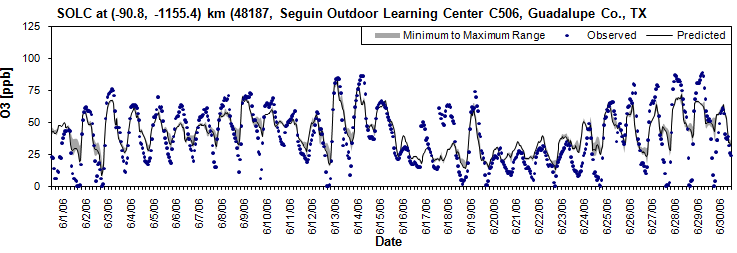 SOLC at (-90.8, -1155.4) km (48187, Seguin Outdoor Learning Center C506, Guadalupe Co., TX
Minimum to Maximum Range Observed Predicted
O3 [ppb]
125
100
75
50
25
0
6/1/06 6/2/06 6/3/06 6/4/06 6/5/06 6/6/06 6/7/06 6/8/06 6/9/06 6/10/06 6/11/06 6/12/06 6/13/06 6/14/06 6/15/06 6/16/06 6/17/06 6/18/06 6/19/06 6/20/06 6/21/06 6/22/06 6/23/06 6/24/06 6/25/06 6/26/06 6/27/06 6/28/06 6/29/06 6/30/06
Date